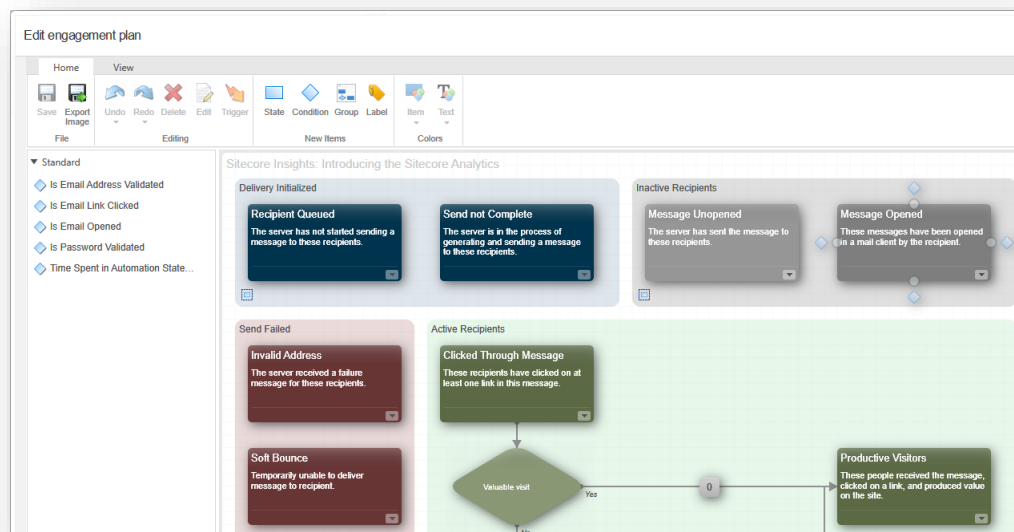 Edit engagement plan
Home View
Save Export Image Undo Redo Delete Edit Trigger State Condition Group Label Item Text
File Editing New Items Colors
Standard
Is Email Address Validated
Is Email Link Clicked
Is Email Opened
Is Password Validated
Time Spent in Automation State...
Sitecore Insights: Introducing the Sitecore Analytics
Delivery Initialized
Recipient Queued
The server has not started sending a
message to these recipients.
Send not Complete
The server is in the process of
generating and sending a message
to these recipients.
Inactive Recipients
Message Unopened
The server has sent the message to
these recipients.
Message Opened
These messages have been opened
in a mail client by the recipient.
Send Failed
Invalid Address
The server received a failure
message for these recipients.
Soft Bounce
Temporarily unable to deliver
message to recipient.
Active Recipients
Clicked Through Message
These recipients have clicked on at
least one link in this message.
Valuable visit
Yes
0
No
Productive Visitors
These people received the message,
clicked on a link, and produced value
on the site.